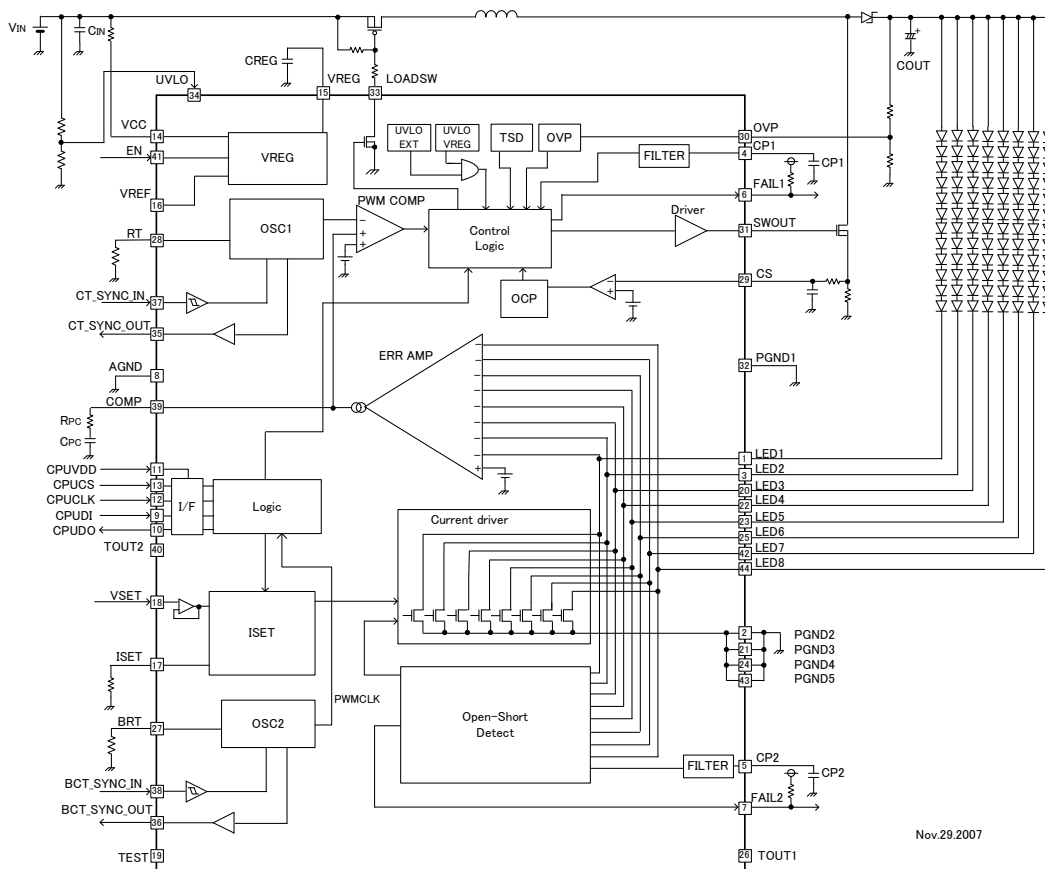 VIN
CIN
CREG
COUT
UVLO
34
VREG
15
LOADSW
33
VCC
14
EN
41
VREF
16
VREG
UVLO
EXT
UVLO
VREG
TSD
OVP
30
OVP
FILTER
4
CP1
CP1
6
FAIL1
RT
28
OSC1
PWM COMP
Control
Logic
Driver
31
SWOUT
CT_SYNC_IN
37
OCP
29
CS
CT_SYNC_OUT
35
AGND
8
ERR AMP
32
PGND1
COMP
39
RPC
CPC
CPUVDD
11
CPUCS
13
CPUCLK
12
CPUDI
9
CPUDO
10
I/F
Logic
TOUT2
40
1
LED1
3
LED2
20
LED3
22
LED4
23
LED5
25
LED6
42
LED7
44
LED8
Current driver
VSET
18
ISET
ISET
17
2
PGND2
21
PGND3
24
PGND4
43
PGND5
PWMCLK
BRT
27
OSC2
Open-Short
Detect
FILTER
5
CP2
CP2
7
FAIL2
BCT_SYNC_IN
38
BCT_SYNC_OUT
36
TEST
19
26
TOUT1
Nov.29.2007